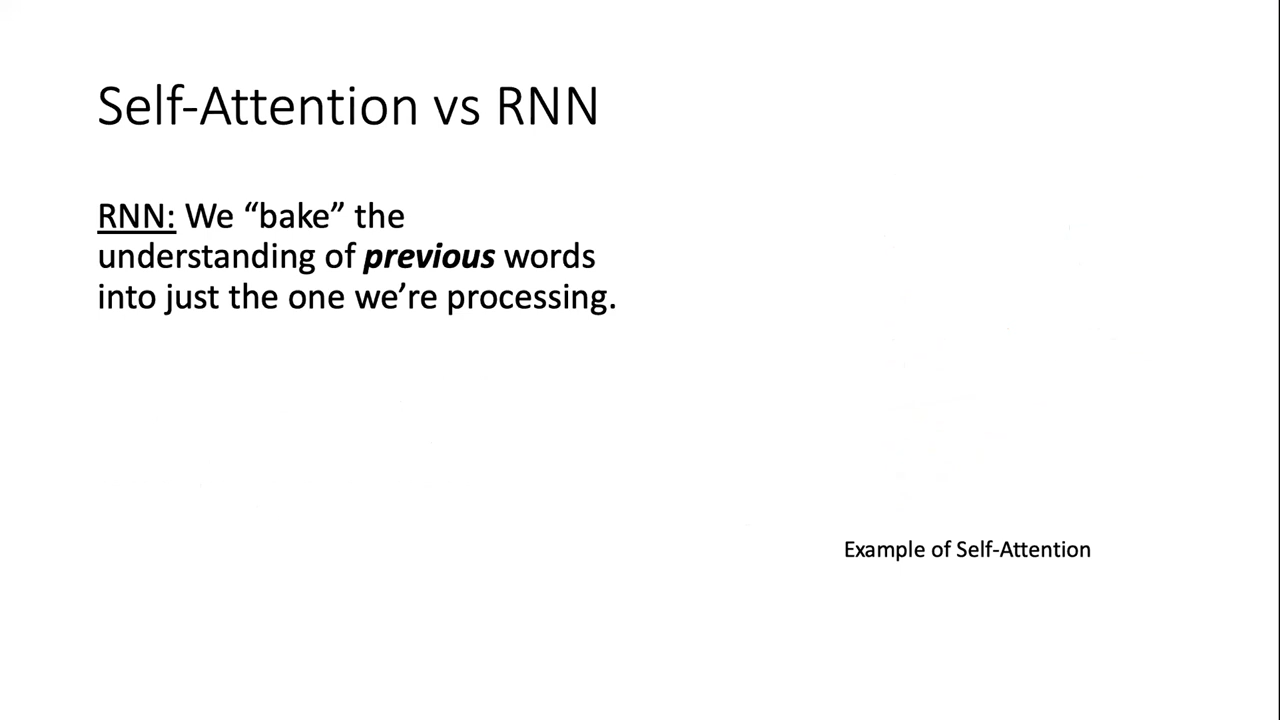 Self-Attention vs RNN
RNN: We “bake” the
understanding of previous words
into just the one we’re processing.
Example of Self-Attention